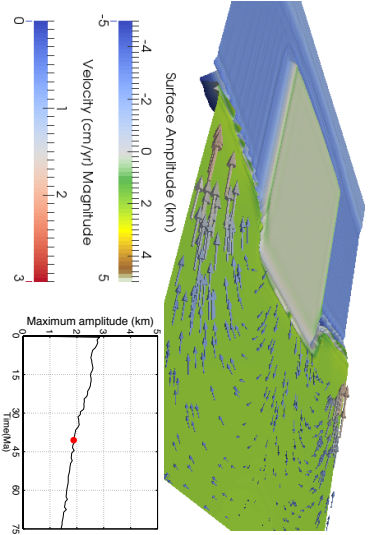 Surface Amplitude (km)
-5 -2 0 2 4 5
Velocity (cm/yr) Magnitude
0 1 2 3
Maximum amplitude (km)
0 1 2 3 4 5
0
15
30
45
60
75
Time(Ma)